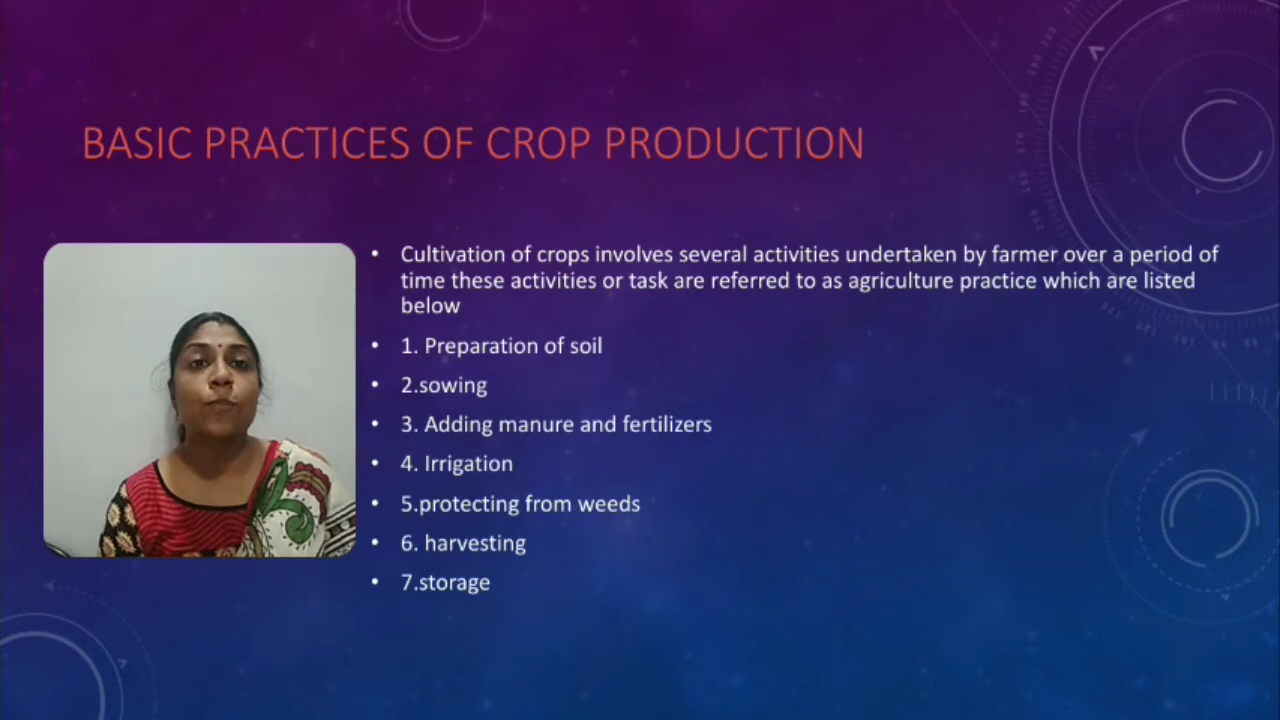 BASIC PRACTICES OF CROP PRODUCTION
• Cultivation of crops involves several activities undertaken by farmer over a period of
time these activities or task are referred to as agriculture practice which are listed
below
• 1. Preparation of soil
• 2.sowing
• 3. Adding manure and fertilizers
• 4. Irrigation
• 5.protecting from weeds
• 6. harvesting
• 7.storage